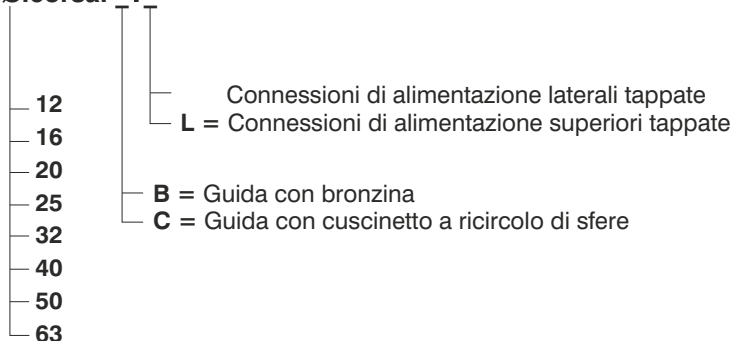 Connessioni di alimentazione laterali tappate
L = Connessioni di alimentazione superiori tappate
12
16
20
25
32
40
50
63
B = Guida con bronzina
C = Guida con cuscinetto a ricircolo di sfere